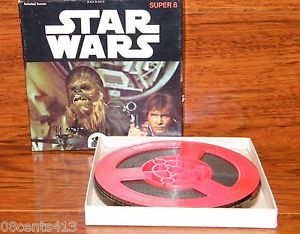 Selected Scenes
BLACK & WHITE
SUPER 8
STAR
WARS
08cents413